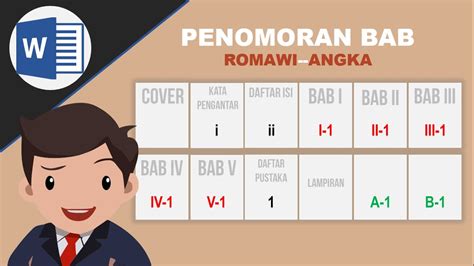 W
PENOMORAN BAB
ROMAWI--ANGKA
COVER
KATA
PENGANTAR
i
DAFTAR ISI
ii
BAB I
I-1
BAB II
II-1
BAB III
III-1
BAB IV
IV-1
BAB V
V-1
DAFTAR
PUSTAKA
1
LAMPIRAN
A-1
B-1